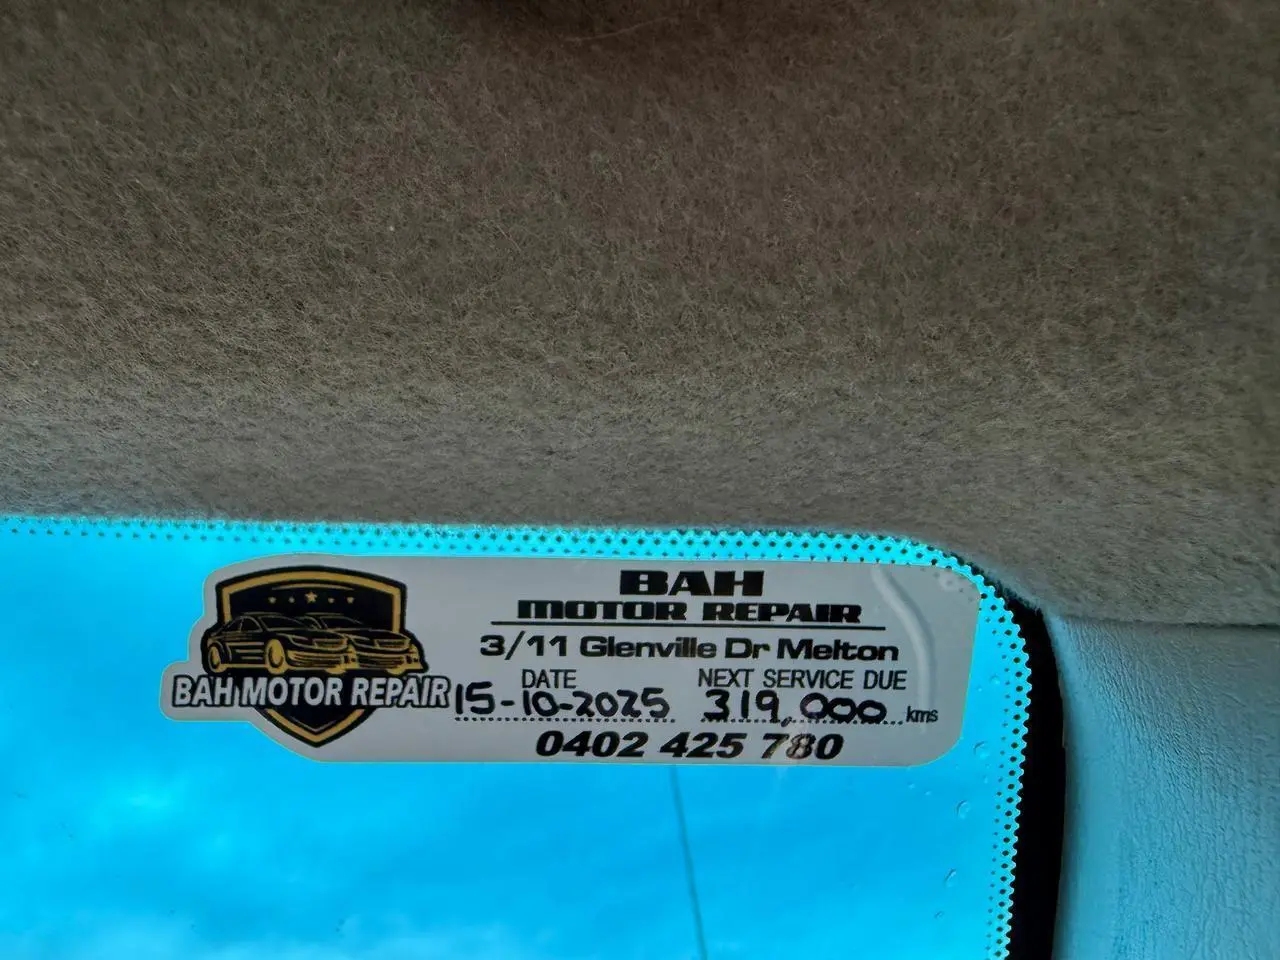 BAH MOTOR REPAIR
BAH
MOTOR REPAIR
3/11 Glenville Dr Melton
DATE NEXT SERVICE DUE
15-10-2025 319,000 kms
0402 425 780